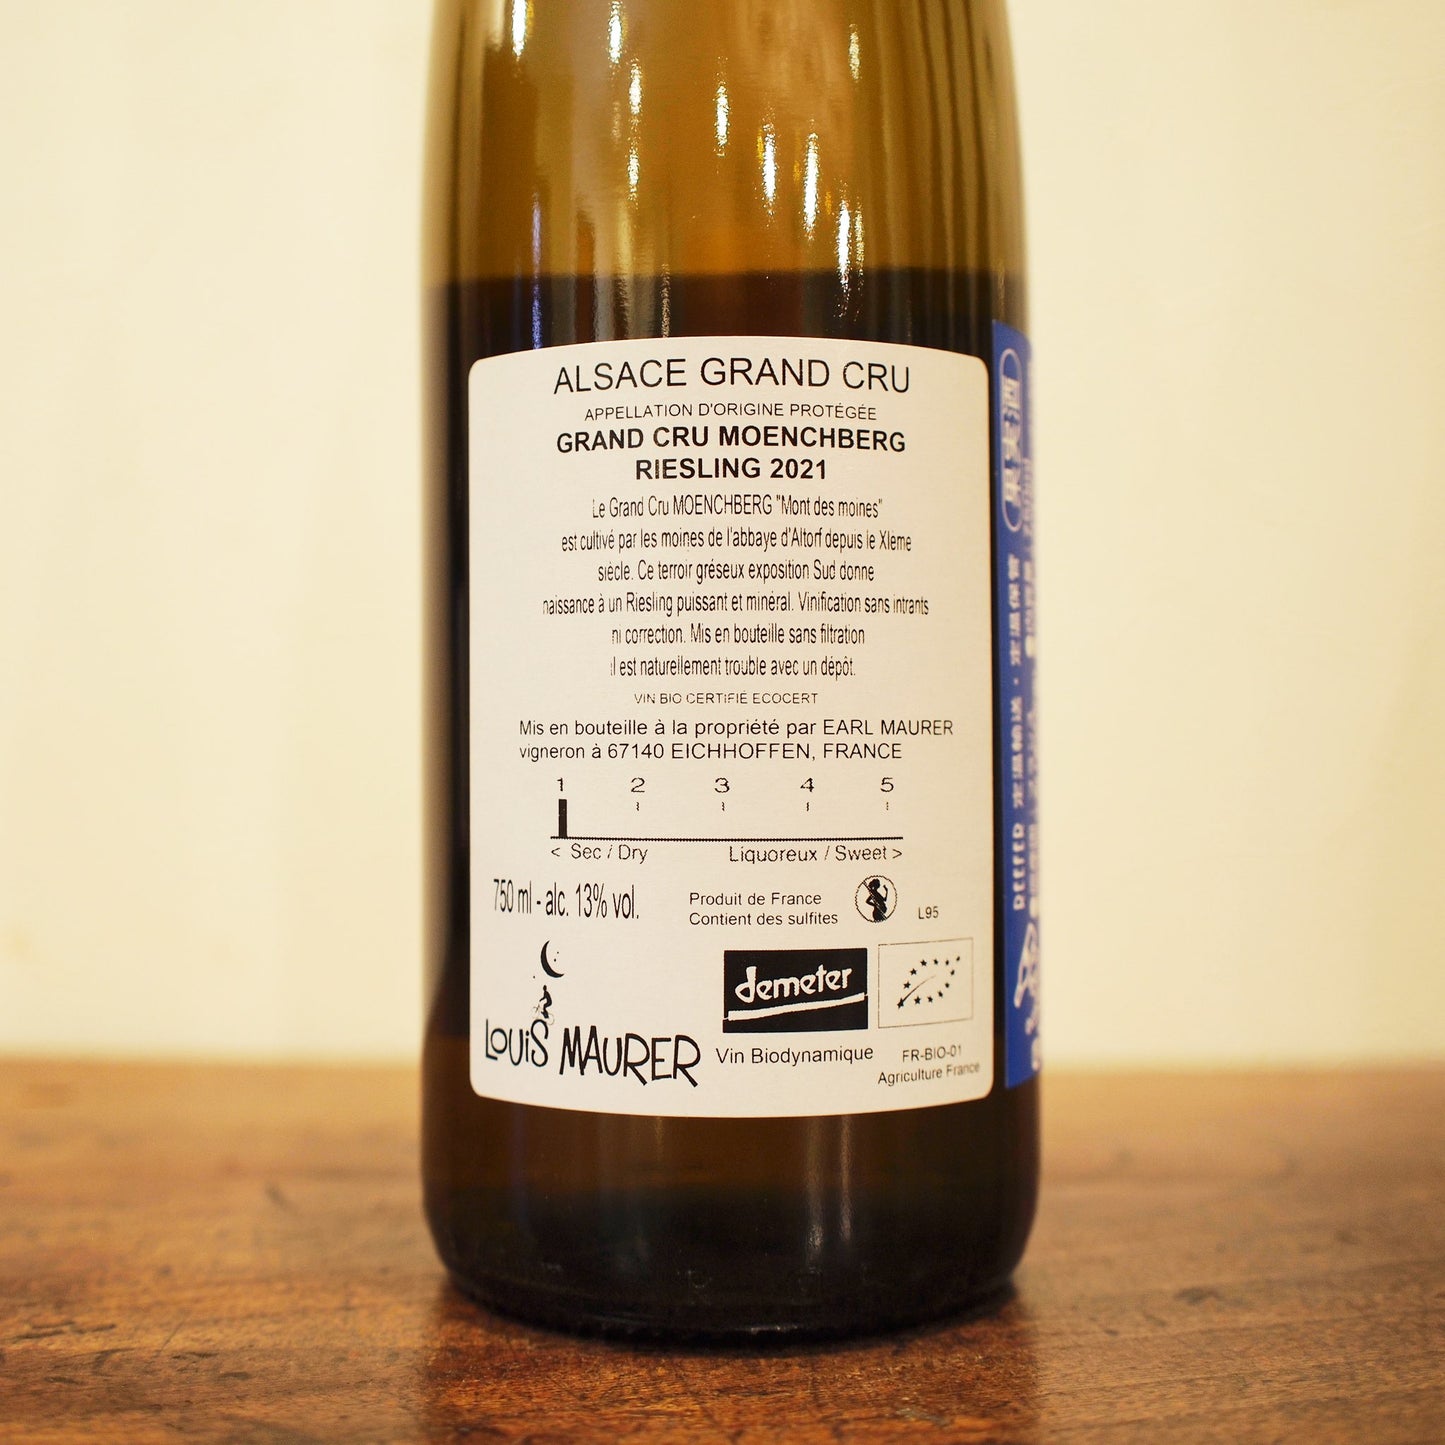 ALSACE GRAND CRU
APPELLATION D'ORIGINE PROTÉGÉE
GRAND CRU MOENCHBERG
RIESLING 2021
Le Grand Cru MOENCHBERG "Mont des moines"
est cultivé par les moines de l'abbaye d'Altorf depuis le XIème
siècle. Ce terroir gréseux exposition Sud donne
naissance à un Riesling puissant et minéral. Vinification sans intrants
ni correction. Mis en bouteille sans filtration
il est naturellement trouble avec un dépôt.
VIN BIO CERTIFIÉ ECOCERT
Mis en bouteille à la propriété par EARL MAURER
vigneron à 67140 EICHHOFFEN, FRANCE
1 2 3 4 5
< Sec / Dry Liquoreux / Sweet >
750 ml - alc. 13% vol.
Produit de France
Contient des sulfites
L95
LOUIS MAURER
demeter
Vin Biodynamique
FR-BIO-01
Agriculture France
果実酒